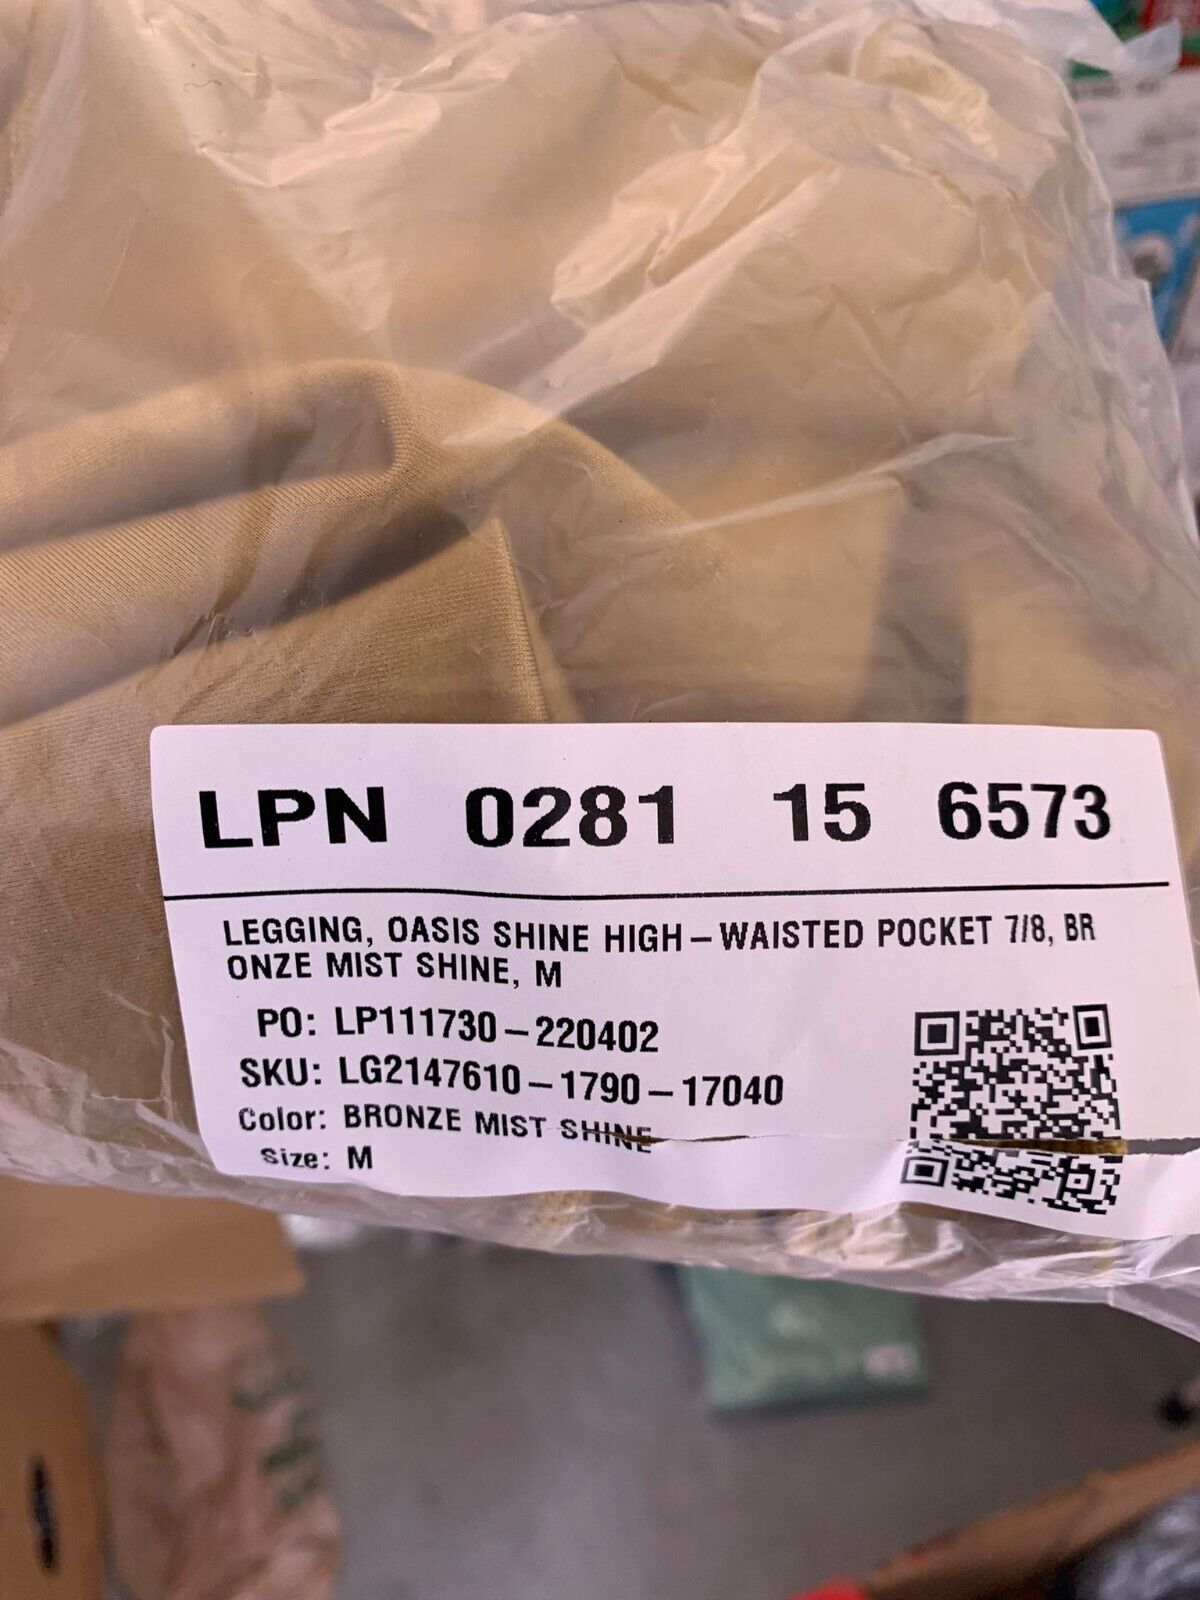 LPN 0281 15 6573
LEGGING, OASIS SHINE HIGH-WAISTED POCKET 7/8, BR
ONZE MIST SHINE, M
PO: LP111730-220402
SKU: LG2147610-1790-17040
Color: BRONZE MIST SHINE
Size: M